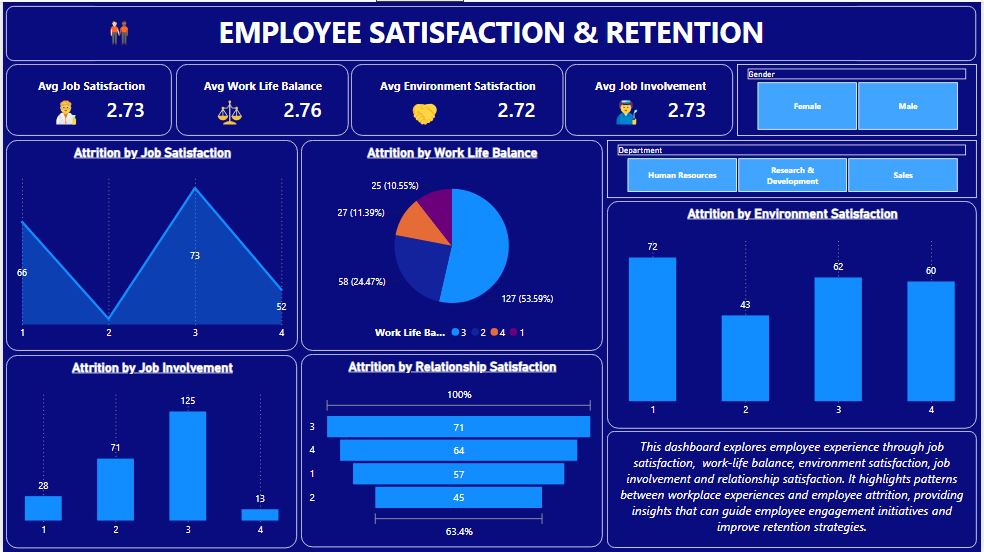 EMPLOYEE SATISFACTION & RETENTION
Avg Job Satisfaction
2.73
Avg Work Life Balance
2.76
Avg Environment Satisfaction
2.72
Avg Job Involvement
2.73
Gender
Female
Male
Department
Human Resources
Research &
Development
Sales
Attrition by Job Satisfaction
66
73
52
1 2 3 4
Attrition by Work Life Balance
25 (10.55%)
27 (11.39%)
58 (24.47%)
127 (53.59%)
Work Life Ba... 3 2 4 1
Attrition by Environment Satisfaction
72
43
62
60
1 2 3 4
Attrition by Job Involvement
28
71
125
13
1 2 3 4
Attrition by Relationship Satisfaction
100%
3 71
4 64
1 57
2 45
63.4%
This dashboard explores employee experience through job
satisfaction, work-life balance, environment satisfaction, job
involvement and relationship satisfaction. It highlights patterns
between workplace experiences and employee attrition, providing
insights that can guide employee engagement initiatives and
improve retention strategies.